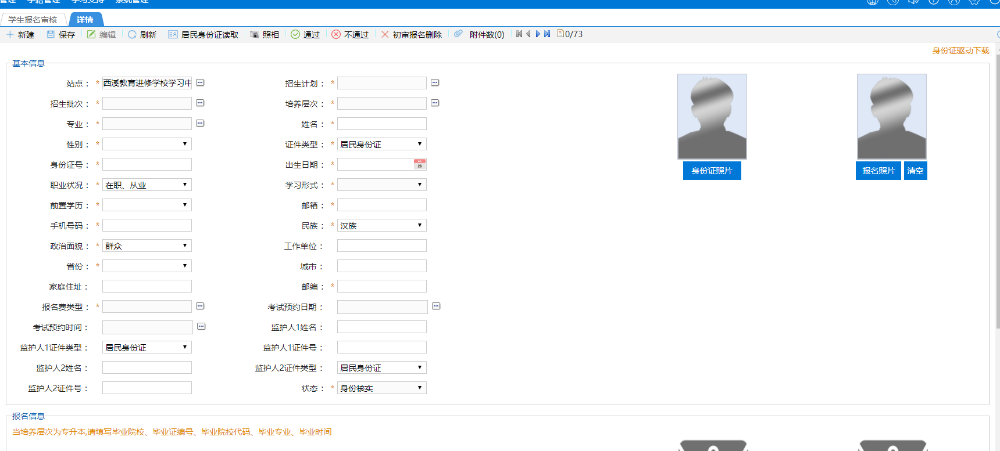 管理 学籍管理 学习支持 系统管理
学生报名审核 详情
新建 保存 编辑 刷新 居民身份证读取 照相 通过 不通过 初审报名删除 附件数(0) 0/73
身份证驱动下载
基本信息
站点： * 西溪教育进修学校学习中 招生计划： *
招生批次： * 培养层次： *
专业： * 姓名： *
性别： * 证件类型： * 居民身份证
身份证号： * 出生日期： * 26
职业状况： * 在职、从业 学习形式： *
前置学历： * 邮箱： *
手机号码： * 民族： * 汉族
政治面貌： * 群众 工作单位：
省份： * 城市：
家庭住址： 邮编： *
报名费类型： * 考试预约日期：
考试预约时间： 监护人1姓名：
监护人1证件类型： 居民身份证 监护人1证件号：
监护人2姓名： 监护人2证件类型： 居民身份证
监护人2证件号： 状态： * 身份核实
身份证照片 报名照片 清空
报名信息
当培养层次为专升本,请填写毕业院校、毕业证编号、毕业院校代码、毕业专业、毕业时间